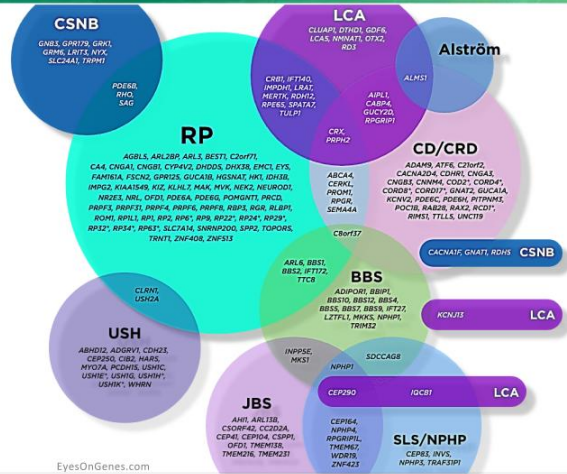 CSNB
GNB3, GPR179, GRK1,
GRM6, LRIT3, NYX,
SLC24A1, TRPM1
PDE6B,
RHO,
SAG
LCA
CLUAP1, DTHD1, GDF6,
LCA5, NMNAT1, OTX2,
RD3
CRB1, IFT140,
IMPDH1, LRAT,
MERTK, RDH12,
RPE65, SPATA7,
TULP1
AIPL1,
CABP4,
GUCY2D,
RPGRIP1
CRX,
PRPH2
Alström
ALMS1
RP
AGBL5, ARL2BP, ARL3, BEST1, C2orf71,
CA4, CNGA1, CNGB1, CYP4V2, DHDDS, DHX38, EMC1, EYS,
FAM161A, FSCN2, GPR125, GUCA1B, HGSNAT, HK1, IDH3B,
IMPG2, KIAA1549, KIZ, KLHL7, MAK, MVK, NEK2, NEUROD1,
NR2E3, NRL, OFD1, PDE6A, PDE6G, POMGNT1, PRCD,
PRPF3, PRPF31, PRPF4, PRPF6, PRPF8, RBP3, RGR, RLBP1,
ROM1, RP1L1, RP1, RP2, RP6*, RP9, RP22*, RP24*, RP29*,
RP32*, RP34*, RP63*, SLC7A14, SNRNP200, SPP2, TOPORS,
TRNT1, ZNF408, ZNF513
CD/CRD
ADAM9, ATF6, C21orf2,
CACNA2D4, CDHR1, CNGA3,
CNGB3, CNNM4, COD2*, CORD4*,
CORD8*, CORD17*, GNAT2, GUCA1A,
KCNV2, PDE6C, PDE6H, PITPNM3,
POC1B, RAB28, RAX2, RCD1*,
RIMS1, TTLL5, UNC119
ABCA4,
CERKL,
PROM1,
RPGR,
SEMA4A
C8orf37
CACNA1F, GNAT1, RDH5 CSNB
ARL6, BBS1,
BBS2, IFT172,
TTC8
BBS
ADIPOR1, BBIP1,
BBS10, BBS12, BBS4,
BBS5, BBS7, BBS9, IFT27,
LZTFL1, MKKS, NPHP1,
TRIM32
KCNJ13 LCA
CLRN1,
USH2A
USH
ABHD12, ADGRV1, CDH23,
CEP250, CIB2, HARS,
MYO7A, PCDH15, USH1C,
USH1E*, USH1G, USH1H*,
USH1K*, WHRN
INPP5E,
MKS1
NPHP1
SDCCAG8
CEP290 IQCB1 LCA
JBS
AHI1, ARL13B,
C5ORF42, CC2D2A,
CEP41, CEP104, CSPP1,
OFD1, TMEM138,
TMEM216, TMEM231
CEP164,
NPHP4,
RPGRIP1L,
TMEM67,
WDR19,
ZNF423
SLS/NPHP
CEP83, INVS,
NPHP3, TRAF3IP1
EyesOnGenes.com